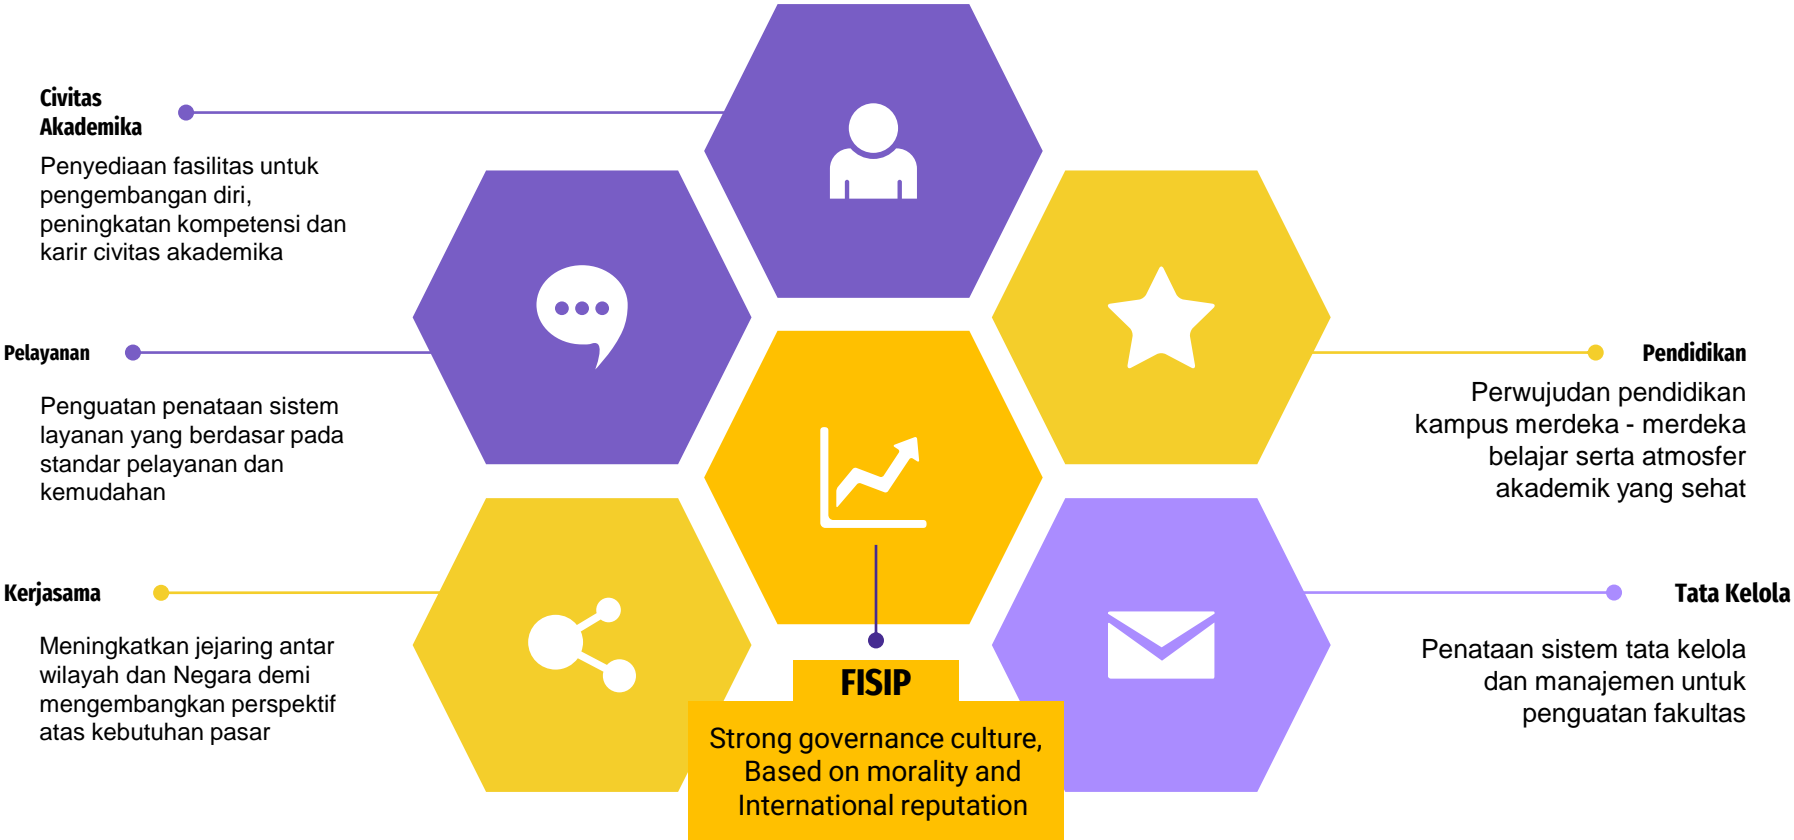 Civitas
Akademika
Penyediaan fasilitas untuk
pengembangan diri,
peningkatan kompetensi dan
karir civitas akademika
Pelayanan
Penguatan penataan sistem
layanan yang berdasar pada
standar pelayanan dan
kemudahan
Kerjasama
Meningkatkan jejaring antar
wilayah dan Negara demi
mengembangkan perspektif
atas kebutuhan pasar
FISIP
Strong governance culture,
Based on morality and
International reputation
Pendidikan
Perwujudan pendidikan
kampus merdeka - merdeka
belajar serta atmosfer
akademik yang sehat
Tata Kelola
Penataan sistem tata kelola
dan manajemen untuk
penguatan fakultas